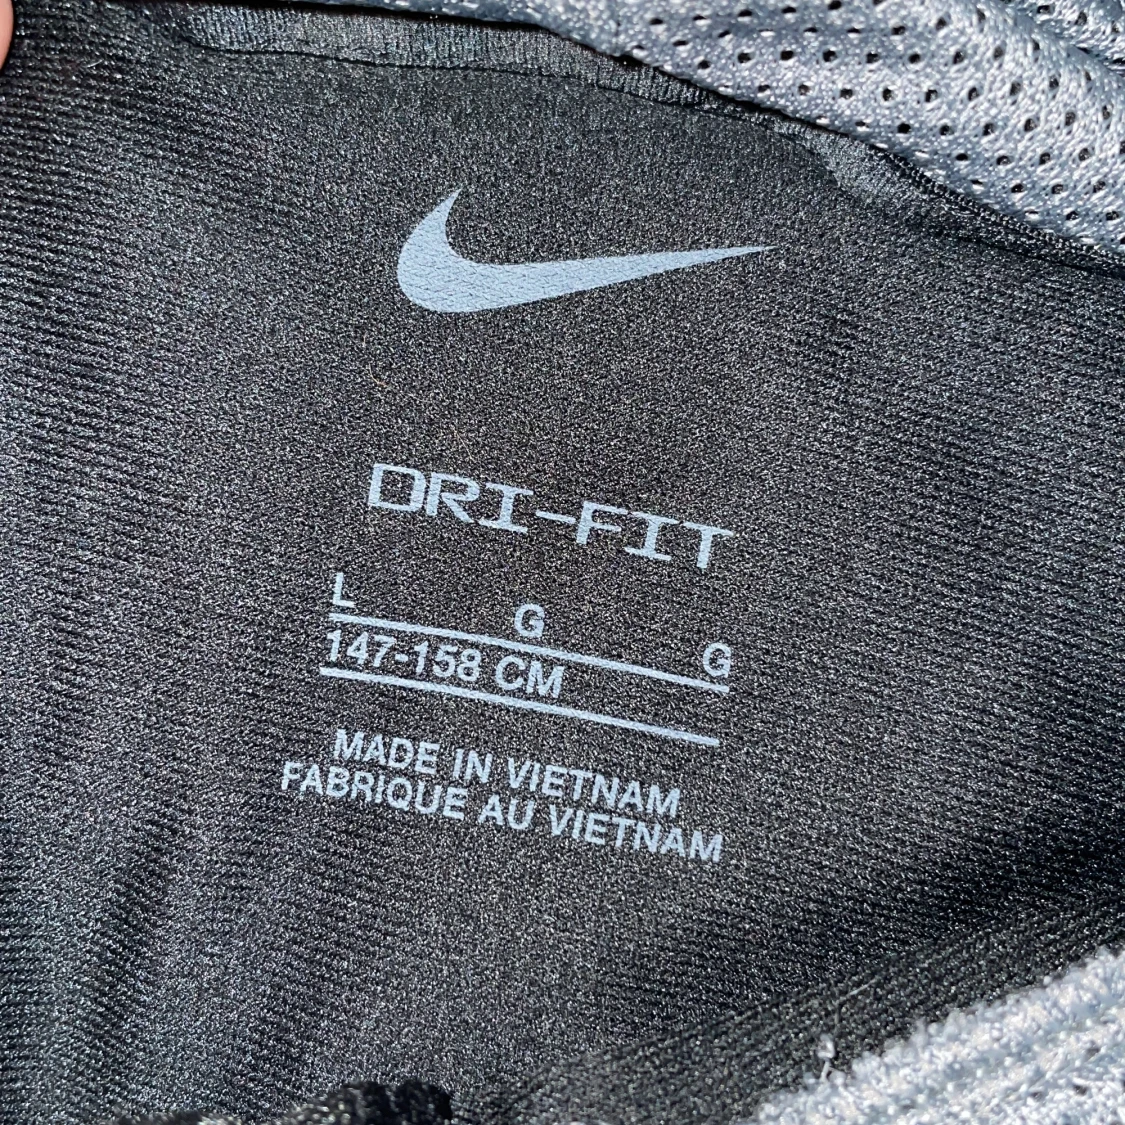 DRI-FIT
L G G
147-158 CM
MADE IN VIETNAM
FABRIQUE AU VIETNAM